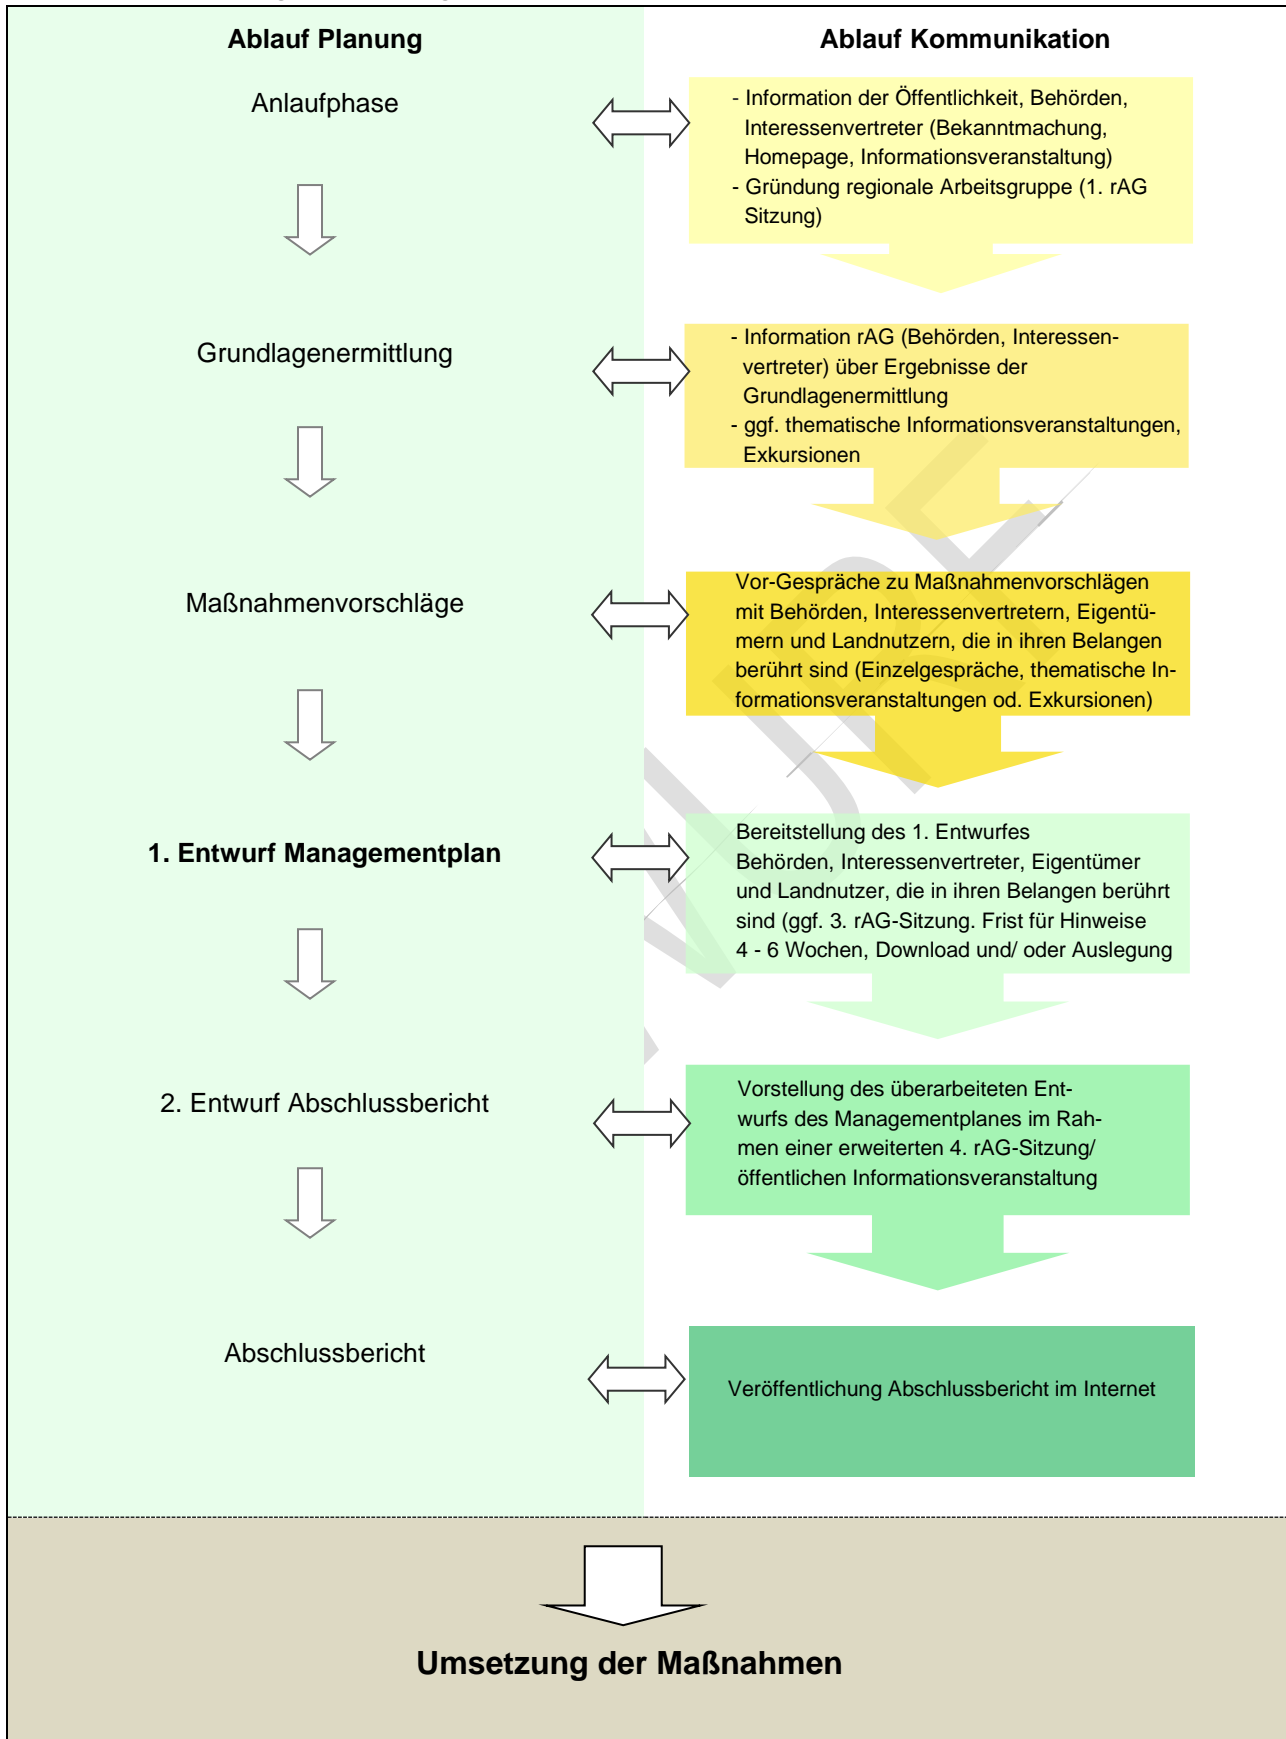 Ablauf Planung
Ablauf Kommunikation
Anlaufphase
- Information der Öffentlichkeit, Behörden,
Interessenvertreter (Bekanntmachung,
Homepage, Informationsveranstaltung)
- Gründung regionale Arbeitsgruppe (1. rAG
Sitzung)
Grundlagenermittlung
- Information rAG (Behörden, Interessen-
vertreter) über Ergebnisse der
Grundlagenermittlung
- ggf. thematische Informationsveranstaltungen,
Exkursionen
Maßnahmenvorschläge
Vor-Gespräche zu Maßnahmenvorschlägen
mit Behörden, Interessenvertretern, Eigentü-
mern und Landnutzern, die in ihren Belangen
berührt sind (Einzelgespräche, thematische In-
formationsveranstaltungen od. Exkursionen)
1. Entwurf Managementplan
Bereitstellung des 1. Entwurfes
Behörden, Interessenvertreter, Eigentümer
und Landnutzer, die in ihren Belangen berührt
sind (ggf. 3. rAG-Sitzung. Frist für Hinweise
4 - 6 Wochen, Download und/ oder Auslegung
2. Entwurf Abschlussbericht
Vorstellung des überarbeiteten Ent-
wurfs des Managementplanes im Rah-
men einer erweiterten 4. rAG-Sitzung/
öffentlichen Informationsveranstaltung
Abschlussbericht
Veröffentlichung Abschlussbericht im Internet
Umsetzung der Maßnahmen